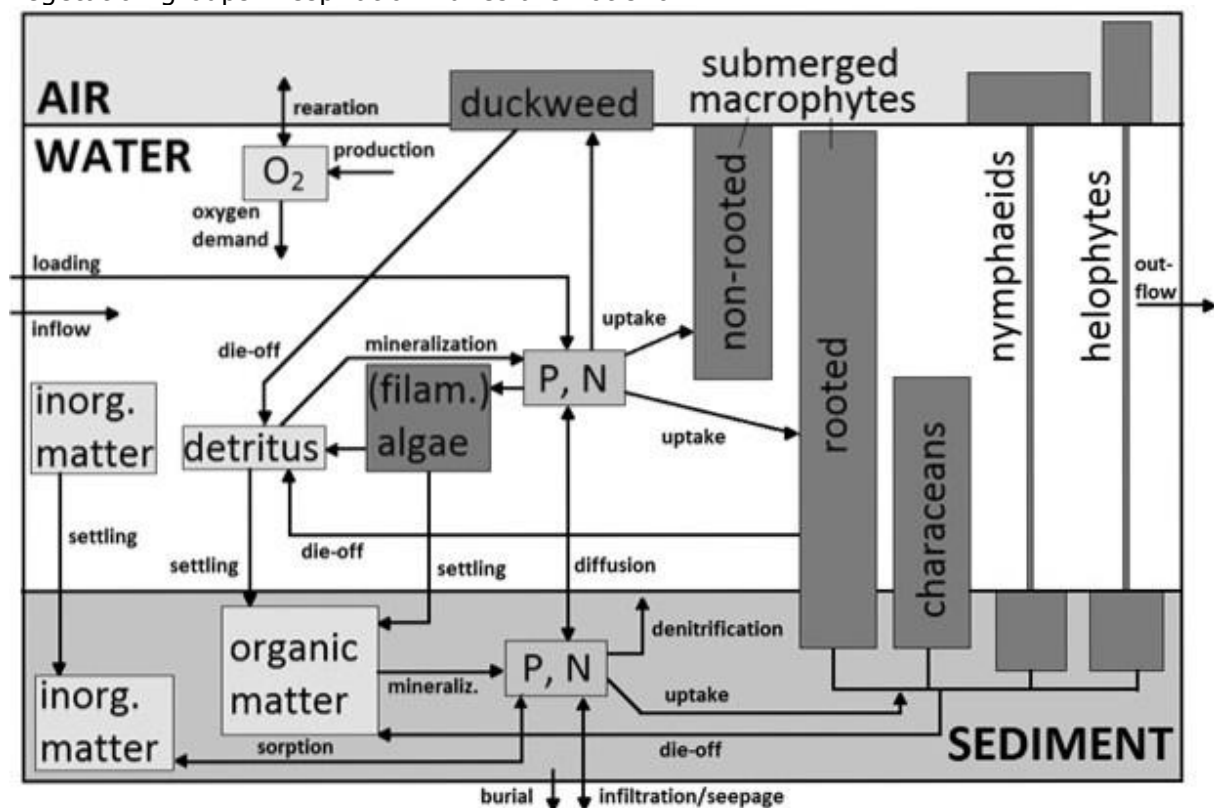 AIR
WATER
rearation
O2
production
oxygen
demand
duckweed
submerged
macrophytes
non-rooted
rooted
nymphaeids
helophytes
out-
flow
loading
inflow
die-off
mineralization
uptake
P, N
(filam.)
algae
uptake
inorg.
matter
detritus
characeans
settling
settling
die-off
settling
diffusion
denitrification
organic
matter
mineraliz.
P, N
uptake
inorg.
matter
sorption
die-off
SEDIMENT
burial
infiltration/seepage